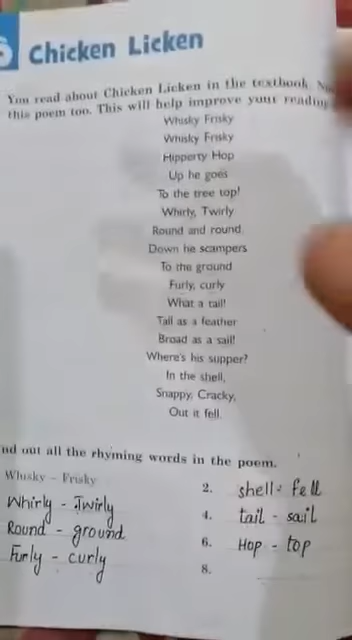 Chicken Licken
You read about Chicken Licken in the textbook.
this poem too. This will help improve your reading
Whisky Frisky
Whisky Frisky
Hipperty Hop
Up he goes
To the tree top!
Whirly, Twirly
Round and round
Down he scampers
To the ground
Furly, curly
What a tail!
Tall as a feather
Broad as a sail!
Where's his supper?
In the shell,
Snappy, Cracky,
Out it fell.
nd out all the rhyming words in the poem.
Whisky – Frisky
2. shell - fell
Whirly - Twirly
4. tail - sail
Round - ground
6. Hop - top
Furly - curly
8.